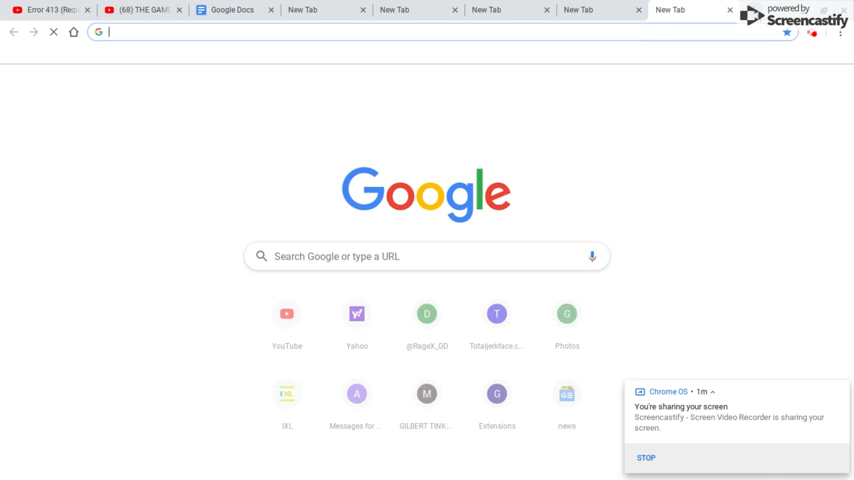 Error 413 (Requ
(68) THE GAME
Google Docs
New Tab
New Tab
New Tab
New Tab
New Tab
powered by
Screencastify
Google
Search Google or type a URL
YouTube
Yahoo
@RageX_GD
Totaljerkface.c...
Photos
IXL
Messages for ...
GILBERT TINK...
Extensions
news
Chrome OS • 1m
You're sharing your screen
Screencastify - Screen Video Recorder is sharing your
screen.
STOP